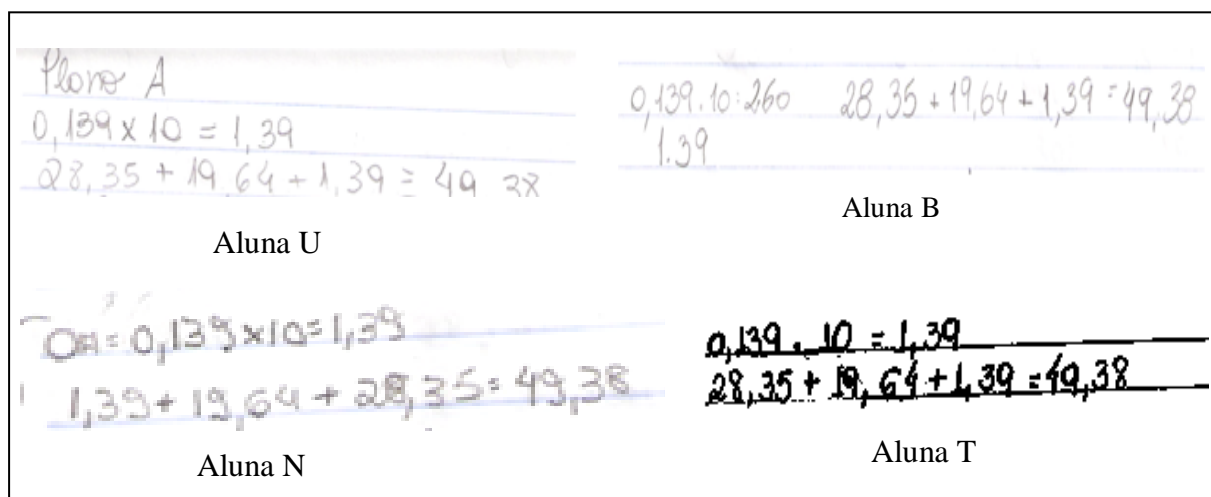 Plano A
0,139 x 10 = 1,39
28,35 + 19,64 + 1,39 = 49,38
Aluna U
0,139.10:260 28,35 + 19,64 + 1,39 = 49,38
1.39
Aluna B
= 0,139x10=1,39
1,39 + 19,64 + 28,35 = 49,38
Aluna N
0,139 . 10 = 1,39
28,35 + 19,64 + 1,39 = 49,38
Aluna T